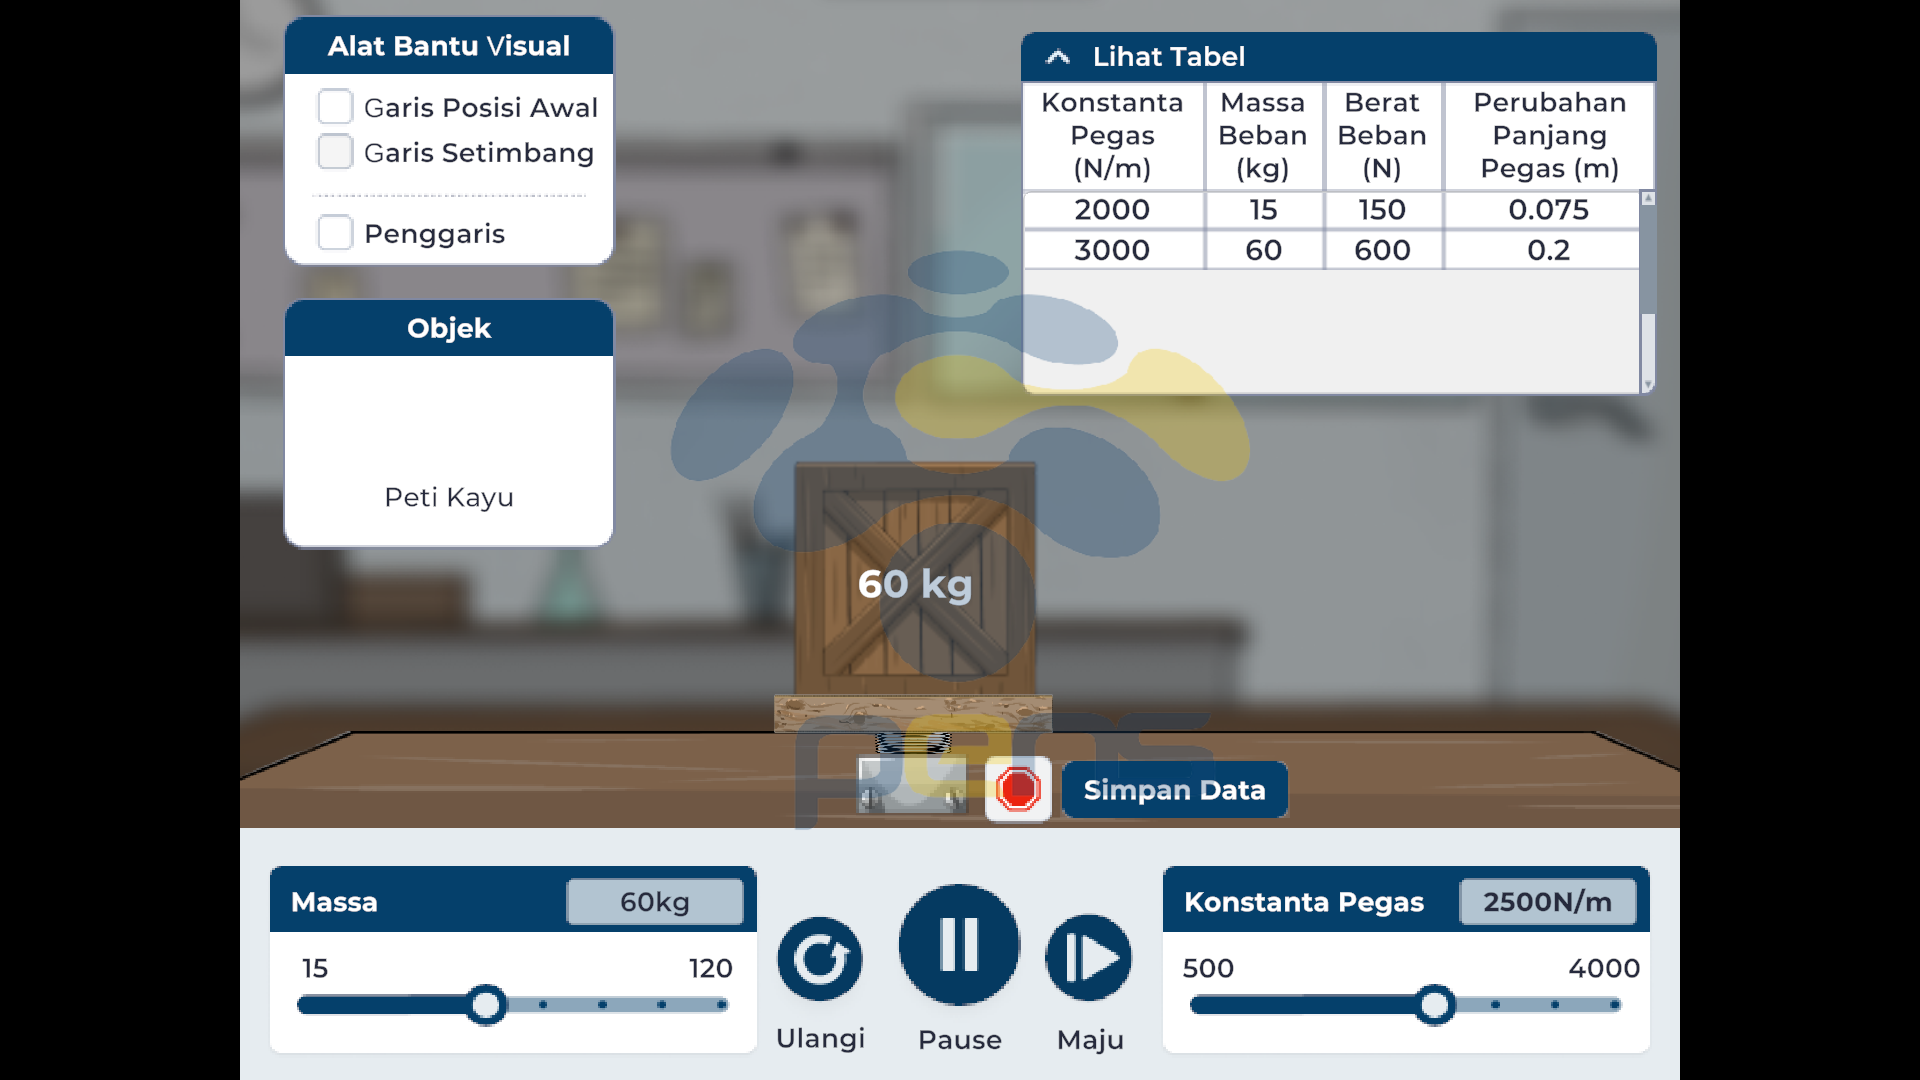 Alat Bantu Visual
Garis Posisi Awal
Garis Setimbang
Penggaris
Objek
Peti Kayu
Lihat Tabel
Konstanta Pegas (N/m) Massa Beban (kg) Berat Beban (N) Perubahan Panjang Pegas (m)
2000 15 150 0.075
3000 60 600 0.2
60 kg
pgans
Simpan Data
Massa 60kg
15 120
Ulangi
Pause
Maju
Konstanta Pegas 2500N/m
500 4000